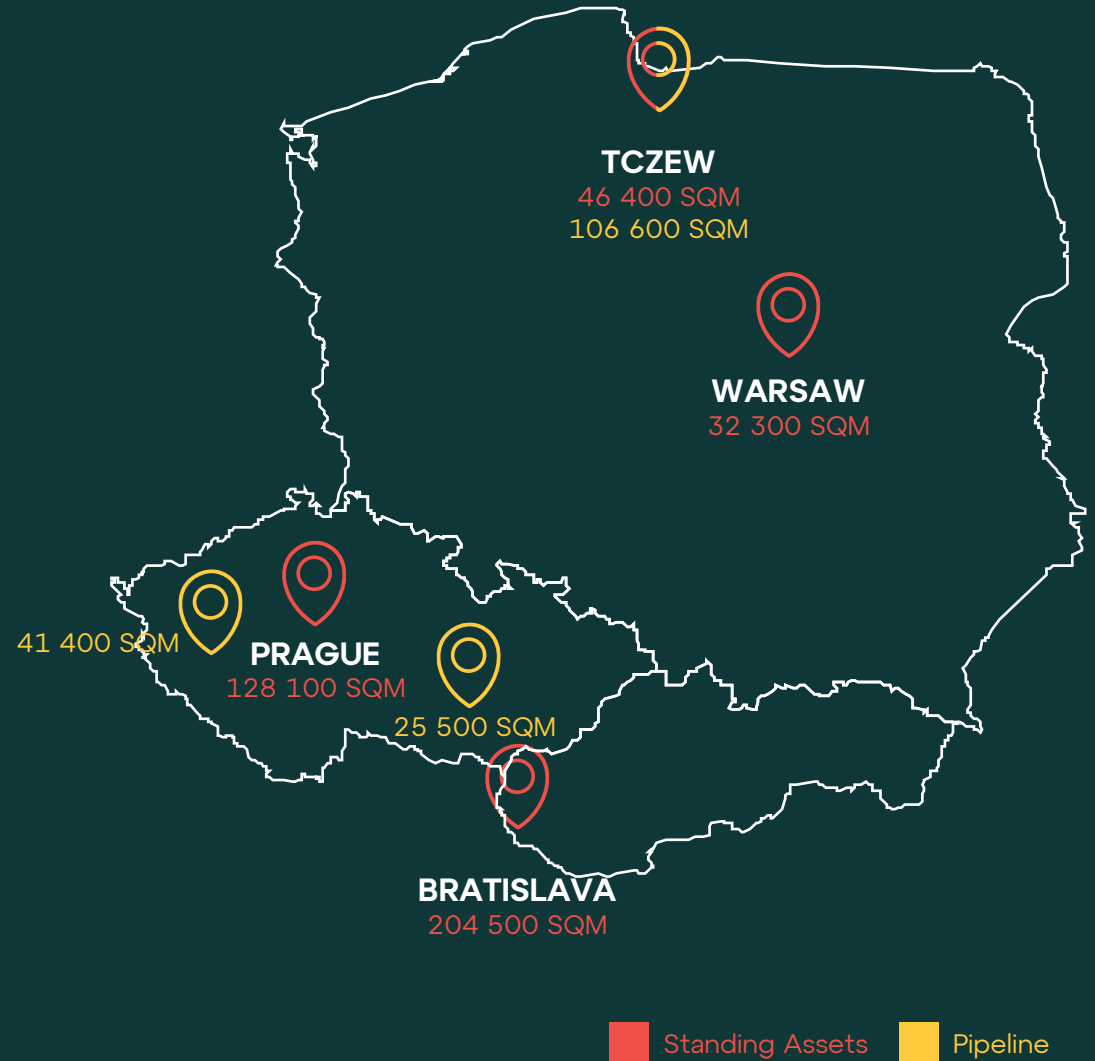 TCZEW
46 400 SQM
106 600 SQM
WARSAW
32 300 SQM
41 400 SQM
PRAGUE
128 100 SQM
25 500 SQM
BRATISLAVA
204 500 SQM
Standing Assets
Pipeline